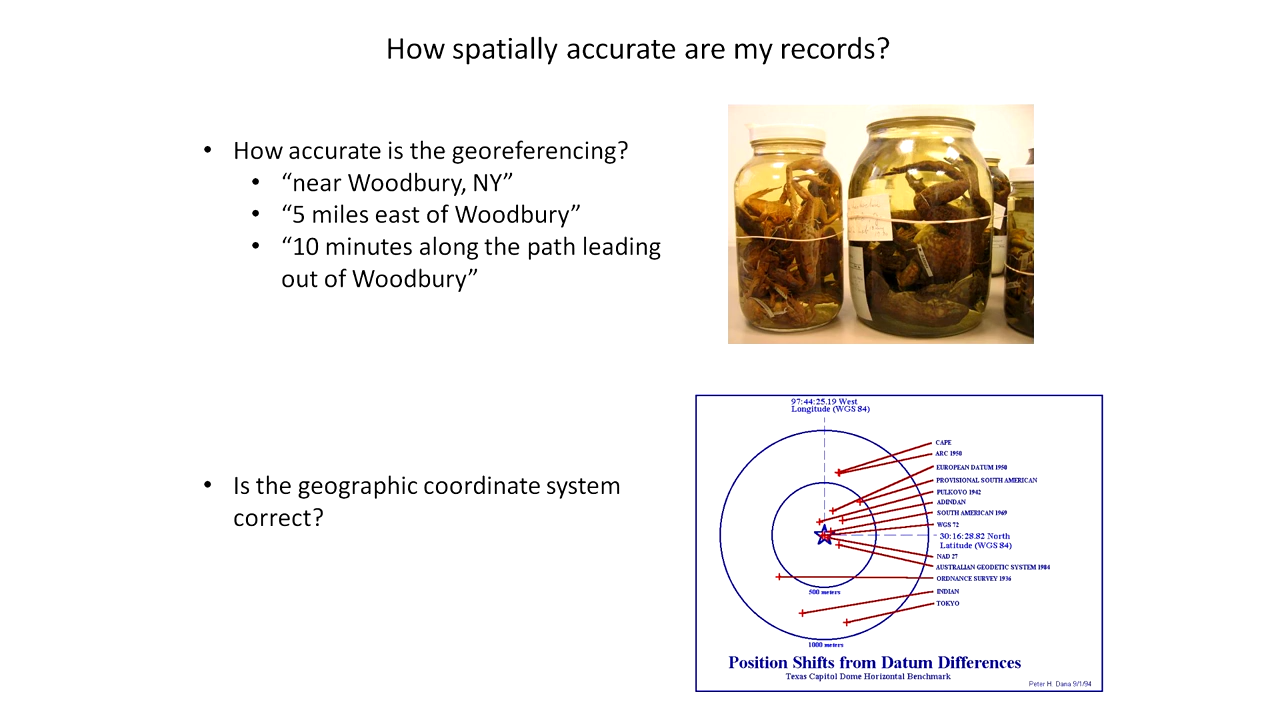 How spatially accurate are my records?
• How accurate is the georeferencing?
• “near Woodbury, NY”
• “5 miles east of Woodbury”
• “10 minutes along the path leading
out of Woodbury”
• Is the geographic coordinate system
correct?
97:44:25.19 West
Longitude (WGS 84)
CAPE
ARC 1950
EUROPEAN DATUM 1950
PROVISIONAL SOUTH AMERICAN
PULKOVO 1942
ADINDAN
SOUTH AMERICAN 1969
WGS 72
30:16:28.82 North
Latitude (WGS 84)
NAD 27
AUSTRALIAN GEODETIC SYSTEM 1984
ORDNANCE SURVEY 1936
INDIAN
TOKYO
500 meters
1000 meters
Position Shifts from Datum Differences
Texas Capitol Dome Horizontal Benchmark
Peter H. Dana 9/1/94